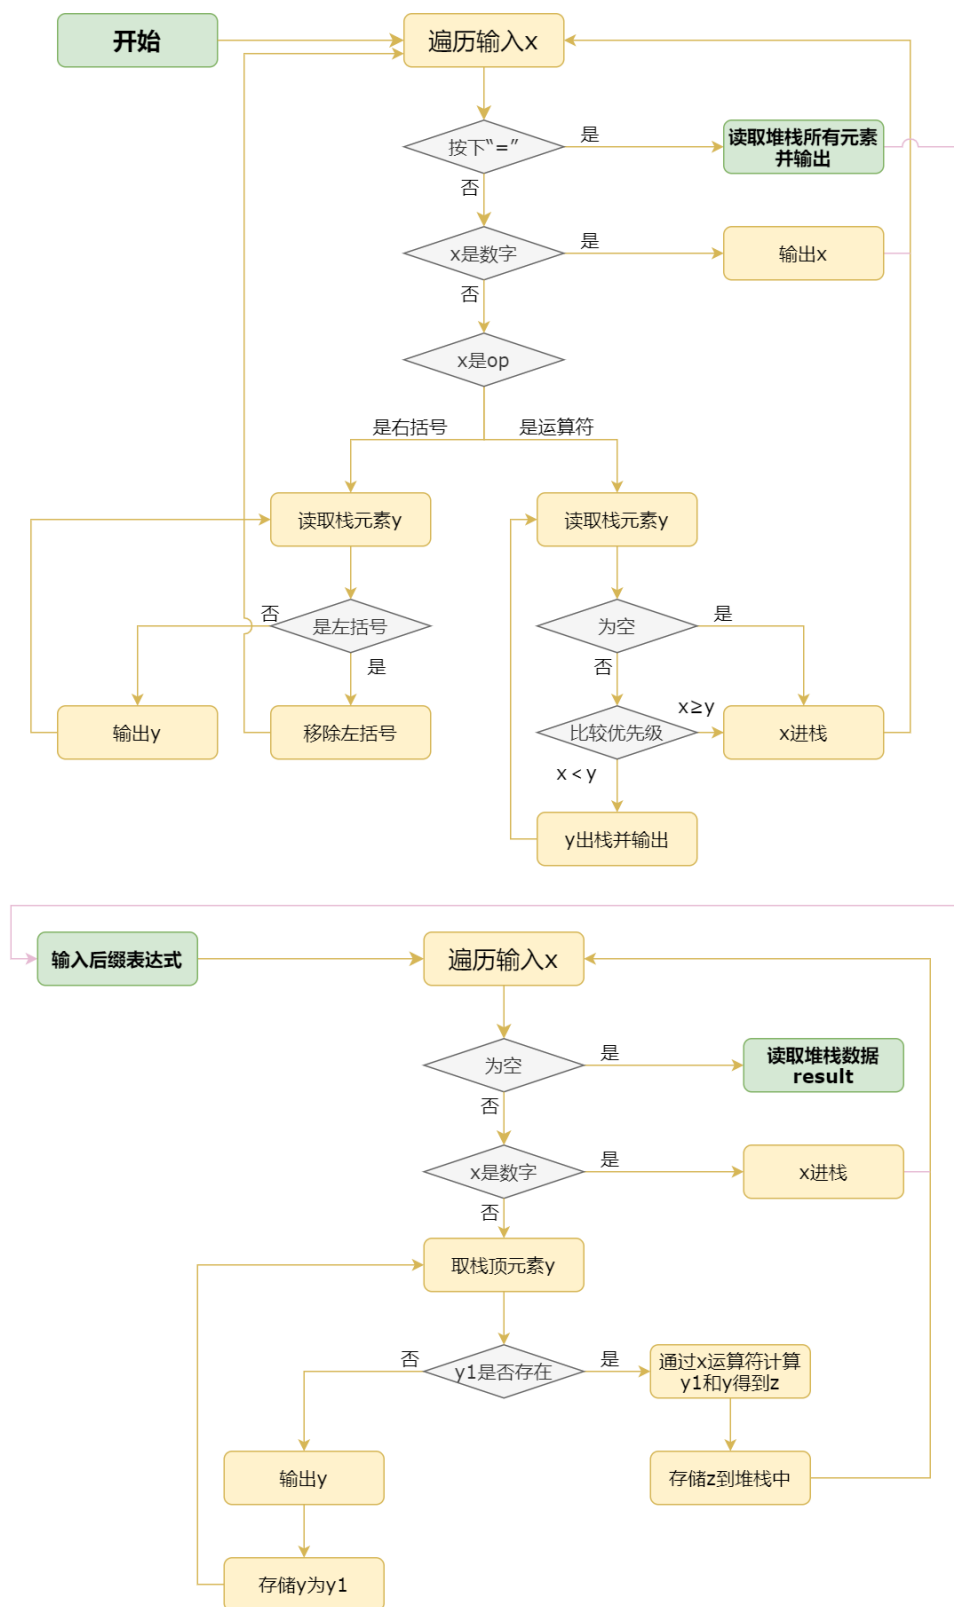 开始
遍历输入x
按下“=”
是
读取堆栈所有元素
并输出
否
x是数字
是
输出x
否
x是op
是右括号
是运算符
读取栈元素y
读取栈元素y
否
是左括号
是
为空
是
否
输出y
移除左括号
比较优先级
x≥y
x进栈
x<y
y出栈并输出
输入后缀表达式
遍历输入x
为空
是
读取堆栈数据
result
否
x是数字
是
x进栈
否
取栈顶元素y
否
y1是否存在
是
通过x运算符计算
y1和y得到z
输出y
存储z到堆栈中
存储y为y1